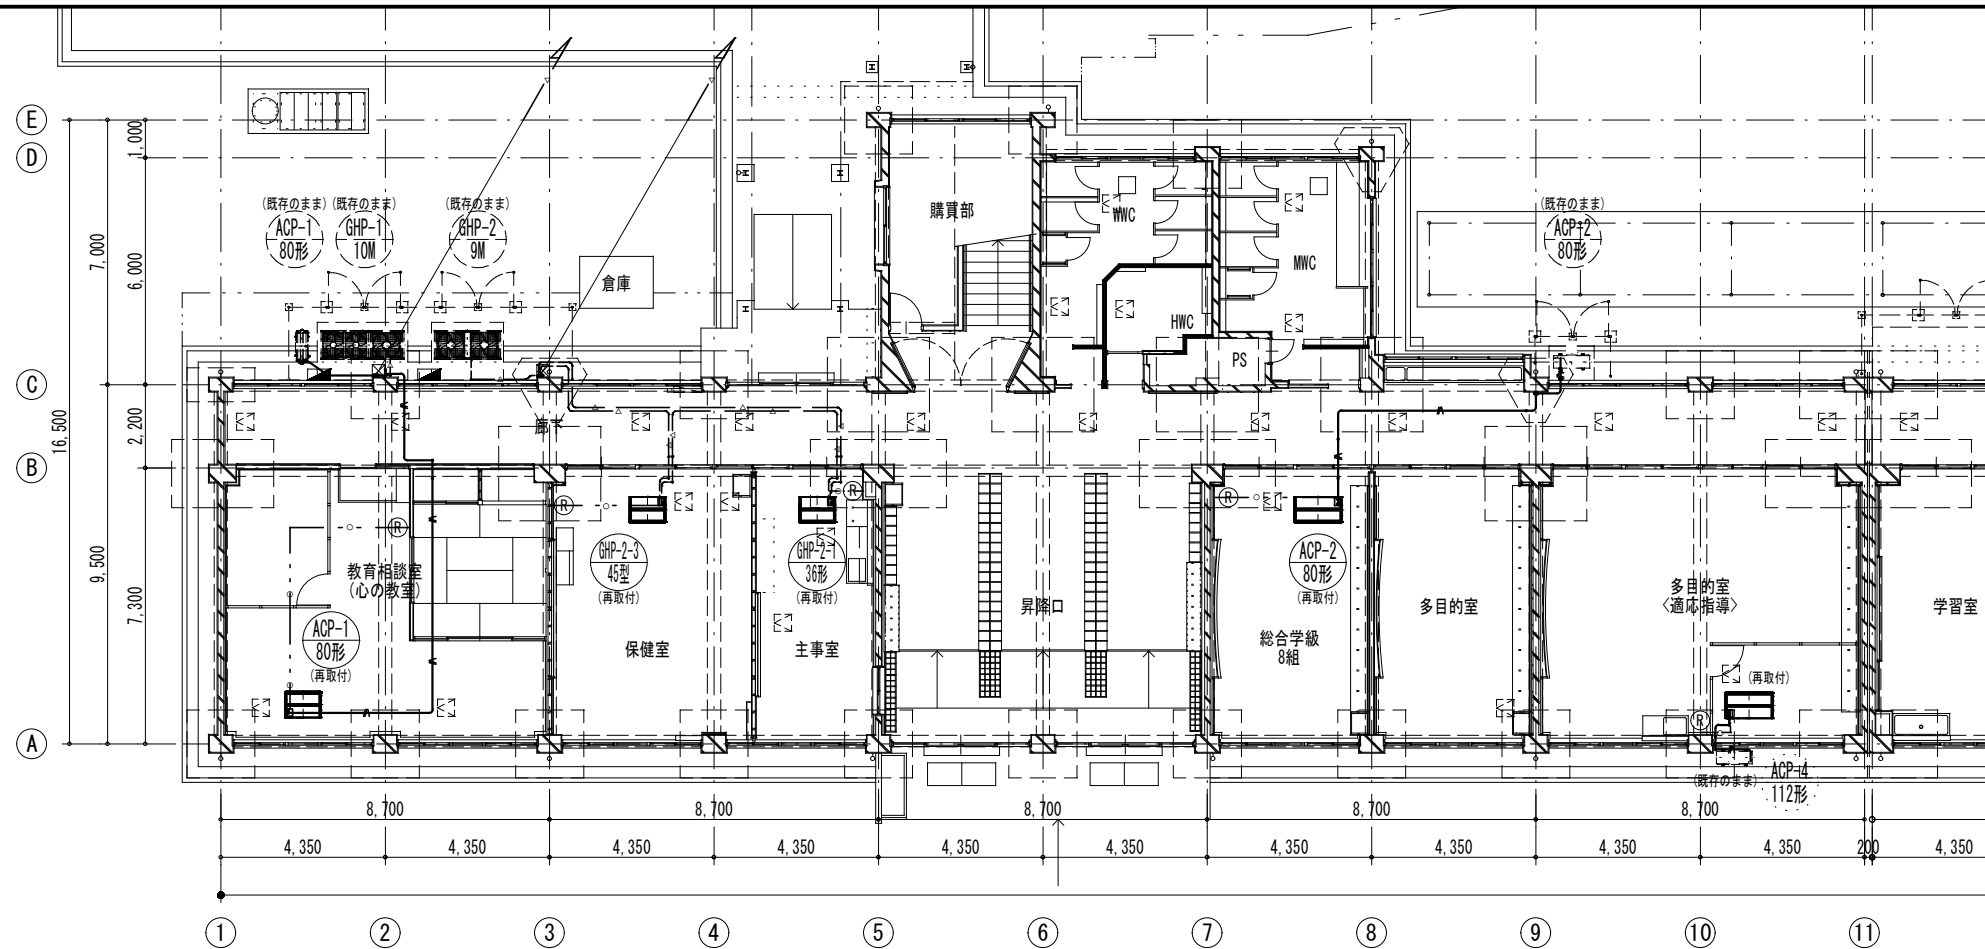 E
D
C
B
A
1,000
7,000
6,000
16,500
2,200
9,500
7,300
(既存のまま)
ACP-1
80形
(既存のまま)
GHP-1
10M
(既存のまま)
GHP-2
9M
倉庫
購買部
WWC
MWC
HWC
PS
(既存のまま)
ACP-2
80形
廊下
R
R
R
R
教育相談室
(心の教室)
ACP-1
80形
(再取付)
GHP-2-3
45型
(再取付)
保健室
GHP-2-1
36形
(再取付)
主事室
昇降口
ACP-2
80形
(再取付)
総合学級
8組
多目的室
多目的室
〈適応指導〉
(再取付)
R
学習室
(既存のまま)
ACP-14
112形
8,700
8,700
8,700
8,700
8,700
4,350
4,350
4,350
4,350
4,350
4,350
4,350
4,350
4,350
4,350
200
4,350
1
2
3
4
5
6
7
8
9
10
11